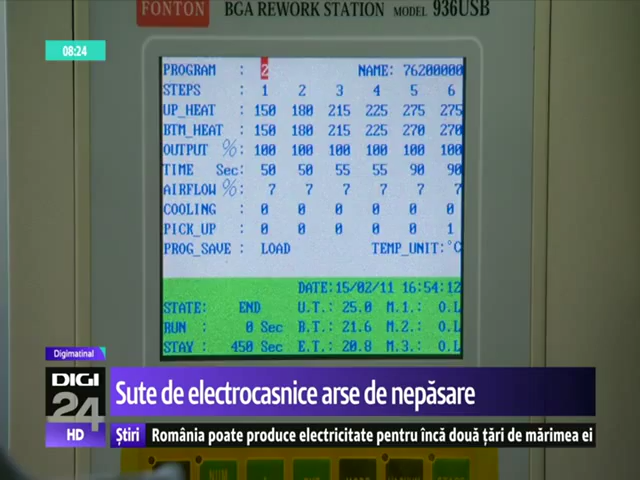 FONTON BGA REWORK STATION MODEL 936USB
08:24
PROGRAM : 2 NAME: 76200000
STEPS : 1 2 3 4 5 6
UP_HEAT : 150 180 215 225 275 275
BTM_HEAT : 150 180 215 225 270 270
OUTPUT %: 100 100 100 100 100 100
TIME Sec: 50 50 55 55 90 90
AIRFLOW %: 7 7 7 7 7 7
COOLING : 0 0 0 0 0 0
PICK_UP : 0 0 0 0 0 1
PROG_SAVE : LOAD TEMP_UNIT:°C
DATE:15/02/11 16:54:12
STATE: END U.T.: 25.0 M.1.: O.L
RUN : 0 Sec B.T.: 21.6 M.2.: O.L
STAY : 450 Sec E.T.: 20.8 M.3.: O.L
Digimatinal
DIGI 24 HD
Sute de electrocasnice arse de nepăsare
Știri România poate produce electricitate pentru încă două țări de mărimea ei